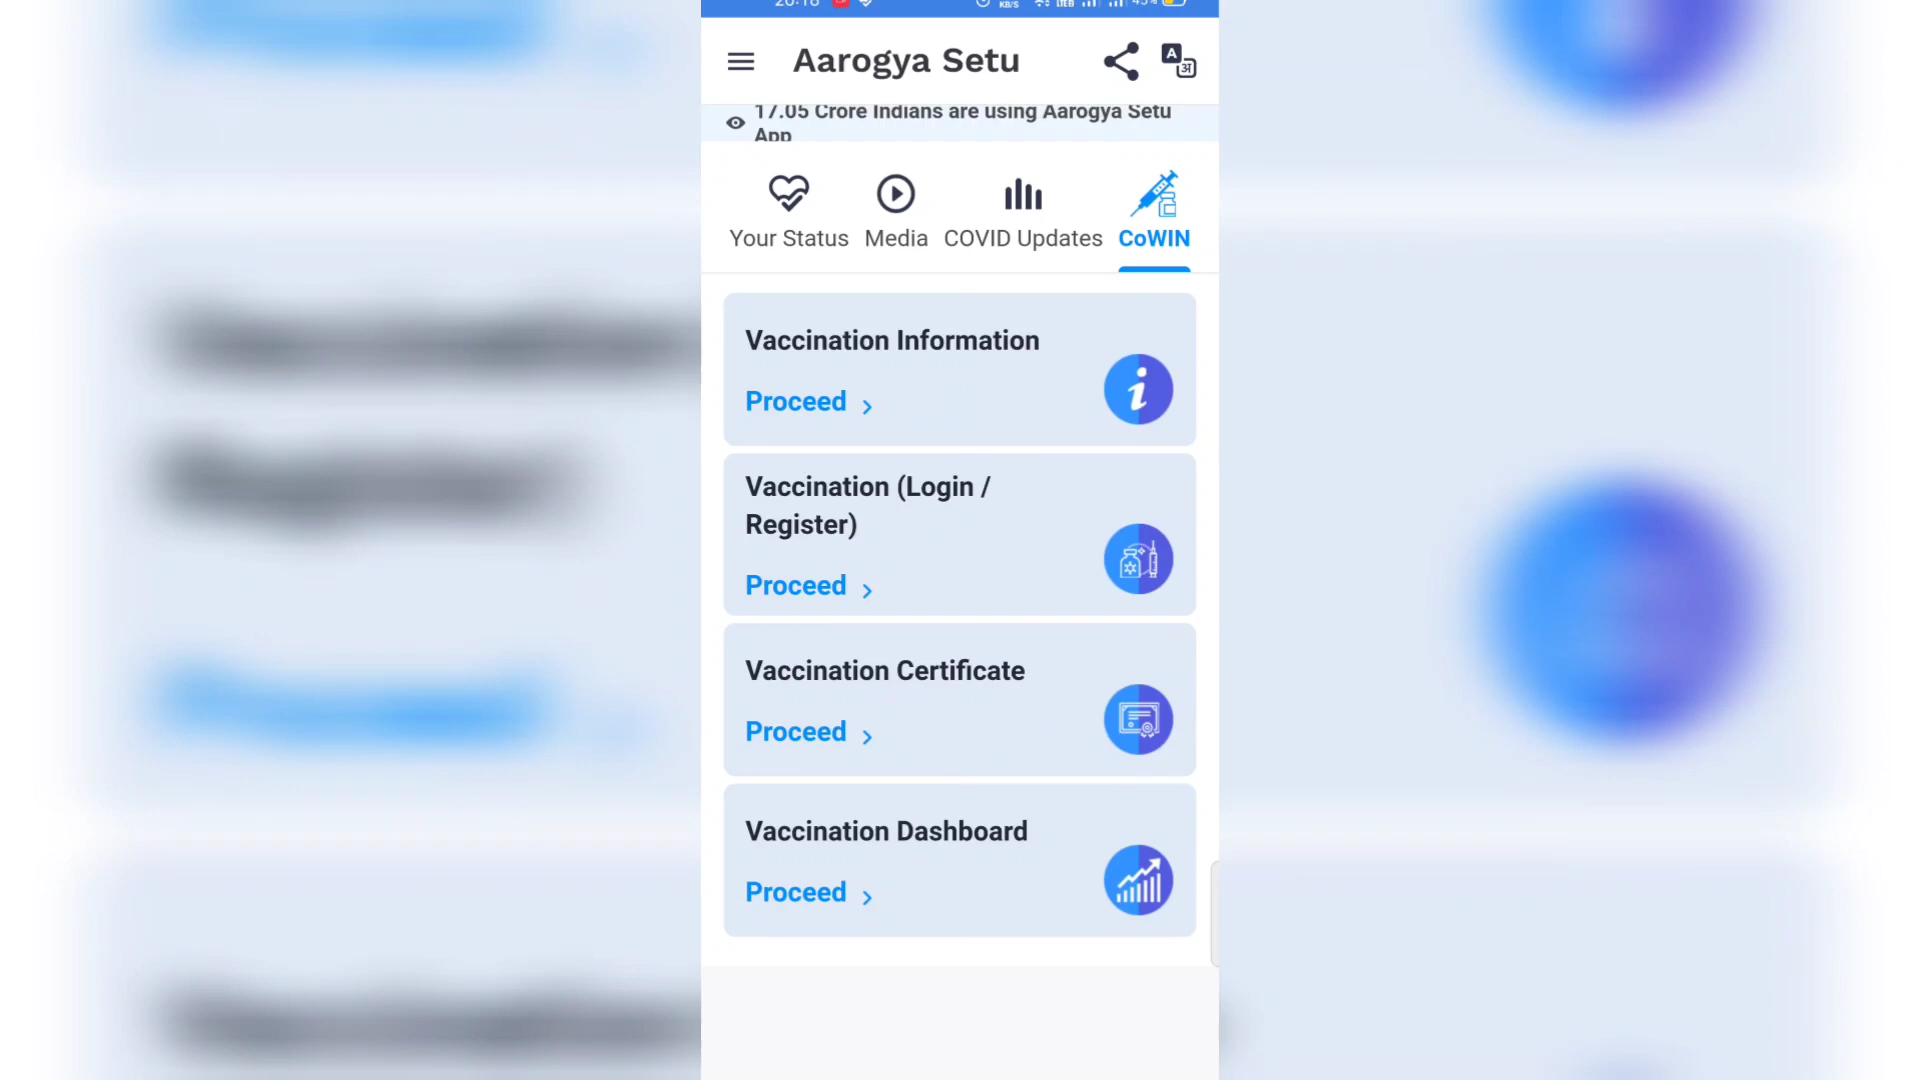 Aarogya Setu
17.05 Crore Indians are using Aarogya Setu
App
Your Status
Media
COVID Updates
CoWIN
Vaccination Information
Proceed
Vaccination (Login /
Register)
Proceed
Vaccination Certificate
Proceed
Vaccination Dashboard
Proceed